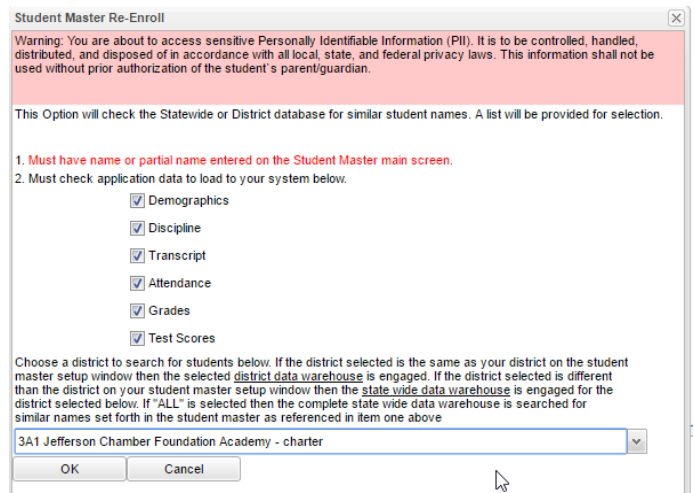 Student Master Re-Enroll
Warning: You are about to access sensitive Personally Identifiable Information (PII). It is to be controlled, handled,
distributed, and disposed of in accordance with all local, state, and federal privacy laws. This information shall not be
used without prior authorization of the student`s parent/guardian.
This Option will check the Statewide or District database for similar student names. A list will be provided for selection.
1. Must have name or partial name entered on the Student Master main screen.
2. Must check application data to load to your system below.
Demographics
Discipline
Transcript
Attendance
Grades
Test Scores
Choose a district to search for students below. If the district selected is the same as your district on the student
master setup window then the selected district data warehouse is engaged. If the district selected is different
than the district on your student master setup window then the state wide data warehouse is engaged for the
district selected below. If "ALL" is selected then the complete state wide data warehouse is searched for
similar names set forth in the student master as referenced in item one above
3A1 Jefferson Chamber Foundation Academy - charter
OK Cancel